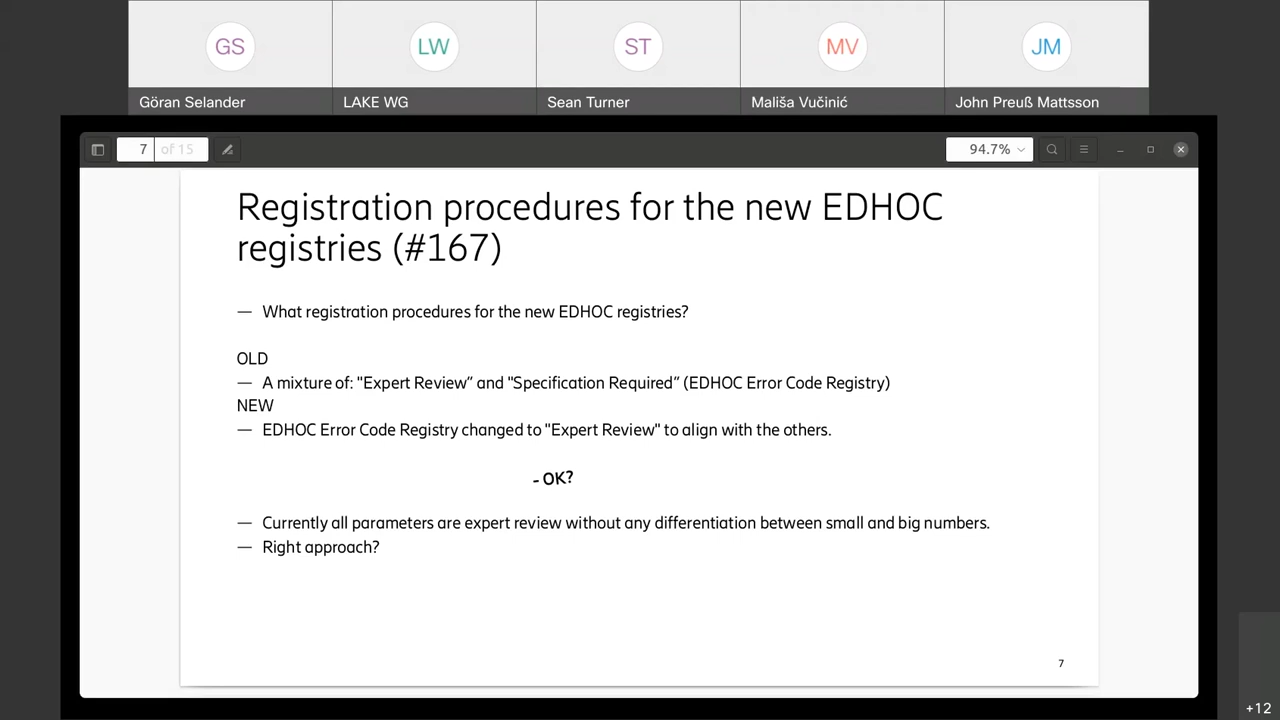 GS
LW
ST
MV
JM
Göran Selander
LAKE WG
Sean Turner
Mališa Vučinić
John Preuß Mattsson
7 of 15
94.7%
Registration procedures for the new EDHOC
registries (#167)
— What registration procedures for the new EDHOC registries?
OLD
— A mixture of: "Expert Review” and "Specification Required” (EDHOC Error Code Registry)
NEW
— EDHOC Error Code Registry changed to "Expert Review" to align with the others.
- OK?
— Currently all parameters are expert review without any differentiation between small and big numbers.
— Right approach?
7
+12